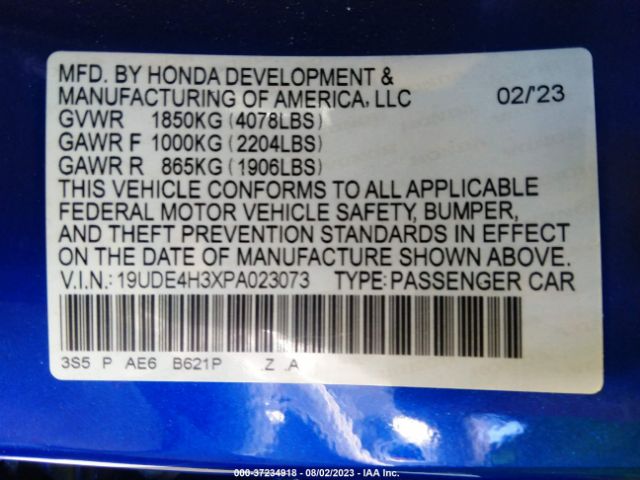 MFD. BY HONDA DEVELOPMENT &
MANUFACTURING OF AMERICA, LLC 02/'23
GVWR 1850KG (4078LBS)
GAWR F 1000KG (2204LBS)
GAWR R 865KG (1906LBS)
THIS VEHICLE CONFORMS TO ALL APPLICABLE
FEDERAL MOTOR VEHICLE SAFETY, BUMPER,
AND THEFT PREVENTION STANDARDS IN EFFECT
ON THE DATE OF MANUFACTURE SHOWN ABOVE.
V.I.N.: 19UDE4H3XPA023073 TYPE: PASSENGER CAR
3S5 P AE6 B621P .Z .A
000-37234918 - 08/02/2023 - IAA Inc.